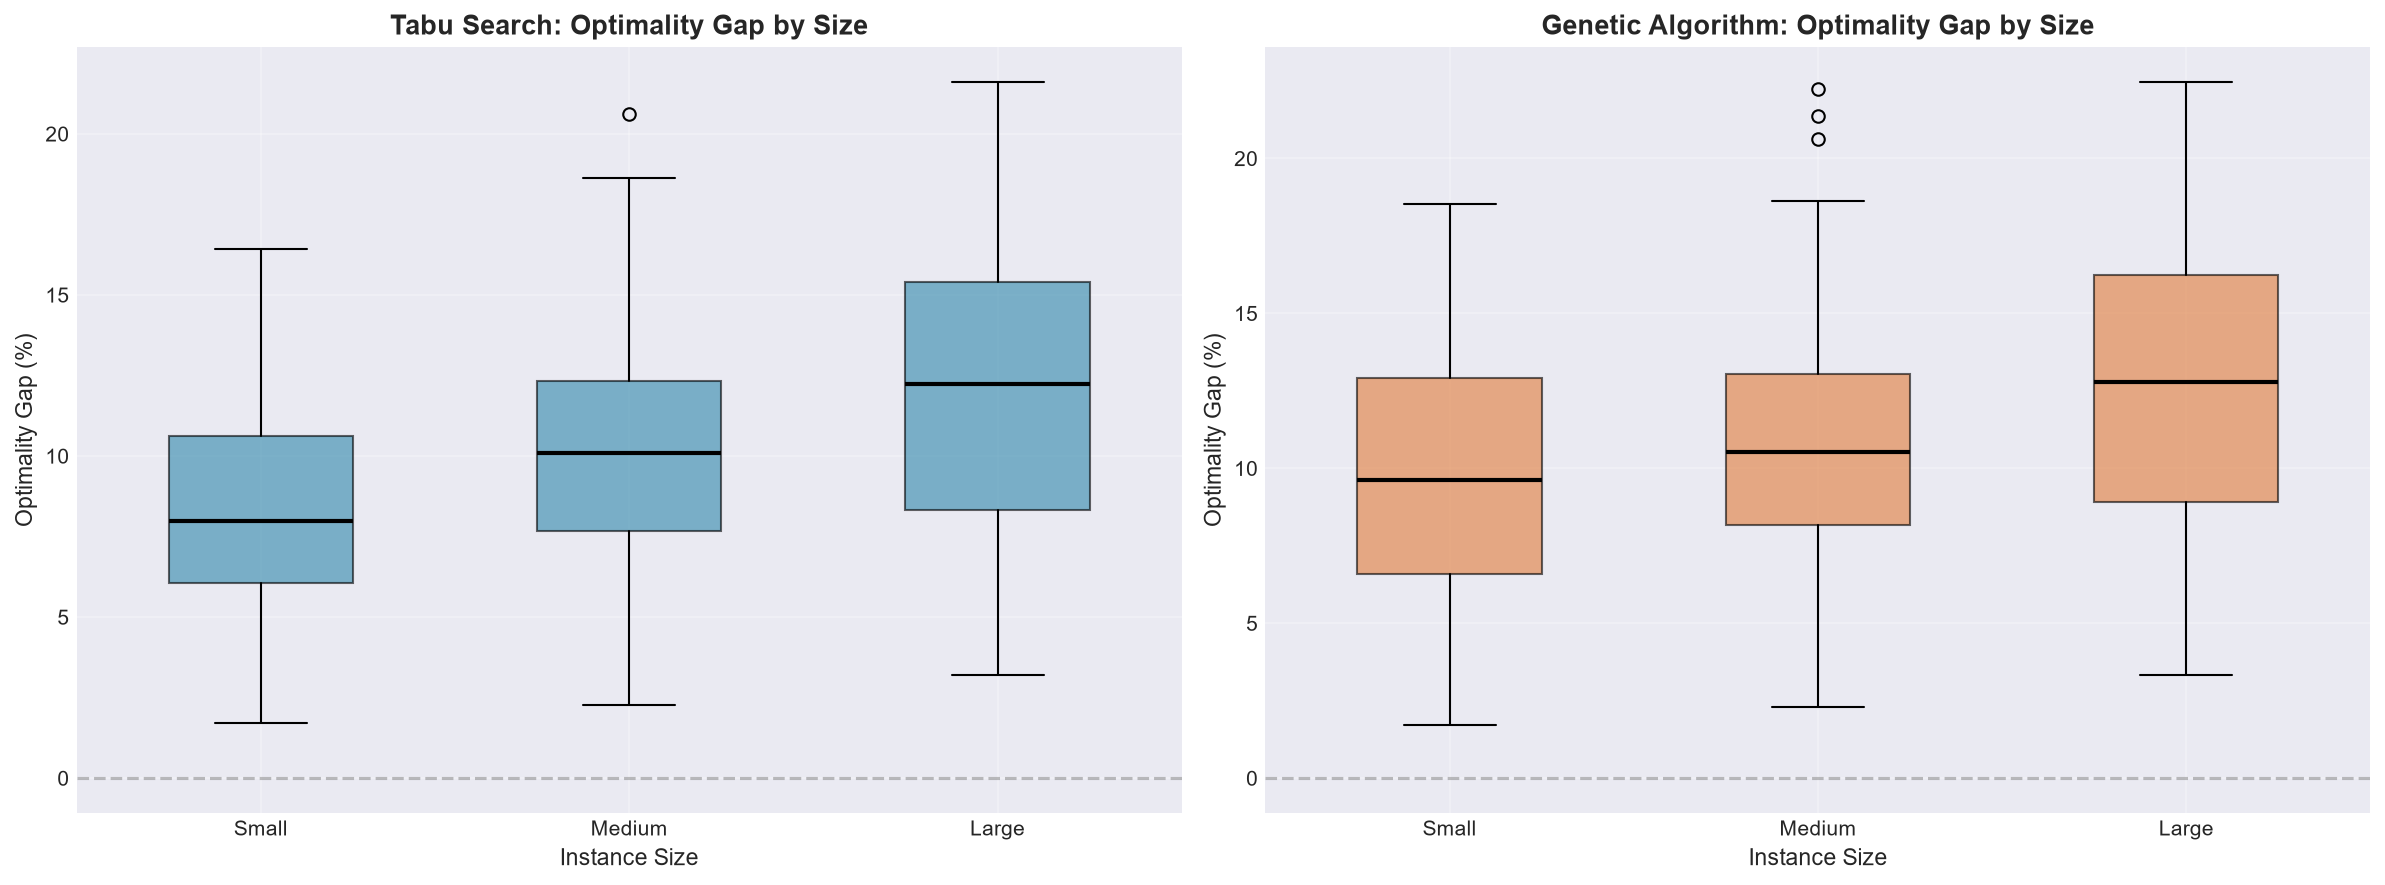 Tabu Search: Optimality Gap by Size
Optimality Gap (%)
20
15
10
5
0
Small Medium Large
Instance Size
Genetic Algorithm: Optimality Gap by Size
Optimality Gap (%)
20
15
10
5
0
Small Medium Large
Instance Size